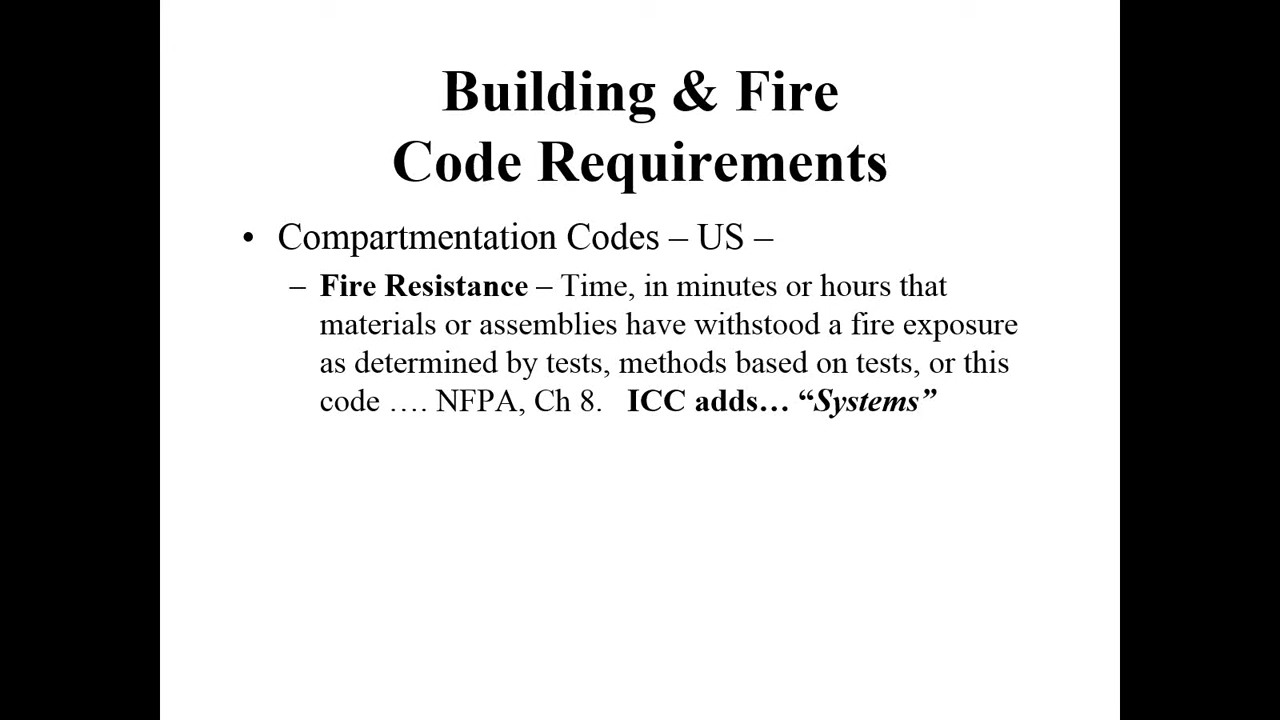 Building & Fire
Code Requirements
• Compartmentation Codes – US –
– Fire Resistance – Time, in minutes or hours that
materials or assemblies have withstood a fire exposure
as determined by tests, methods based on tests, or this
code …. NFPA, Ch 8. ICC adds… “Systems”